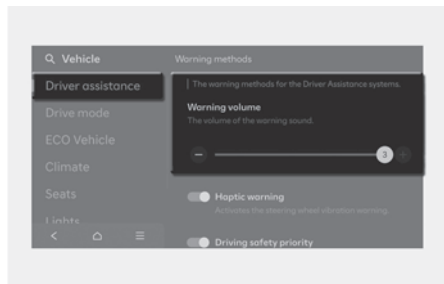 Vehicle
Warning methods
Driver assistance
The warning methods for the Driver Assistance systems.
Warning volume
The volume of the warning sound.
Drive mode
ECO Vehicle
3
Climate
Seats
Haptic warning
Activates the steering wheel vibration warning.
Lights
Driving safety priority